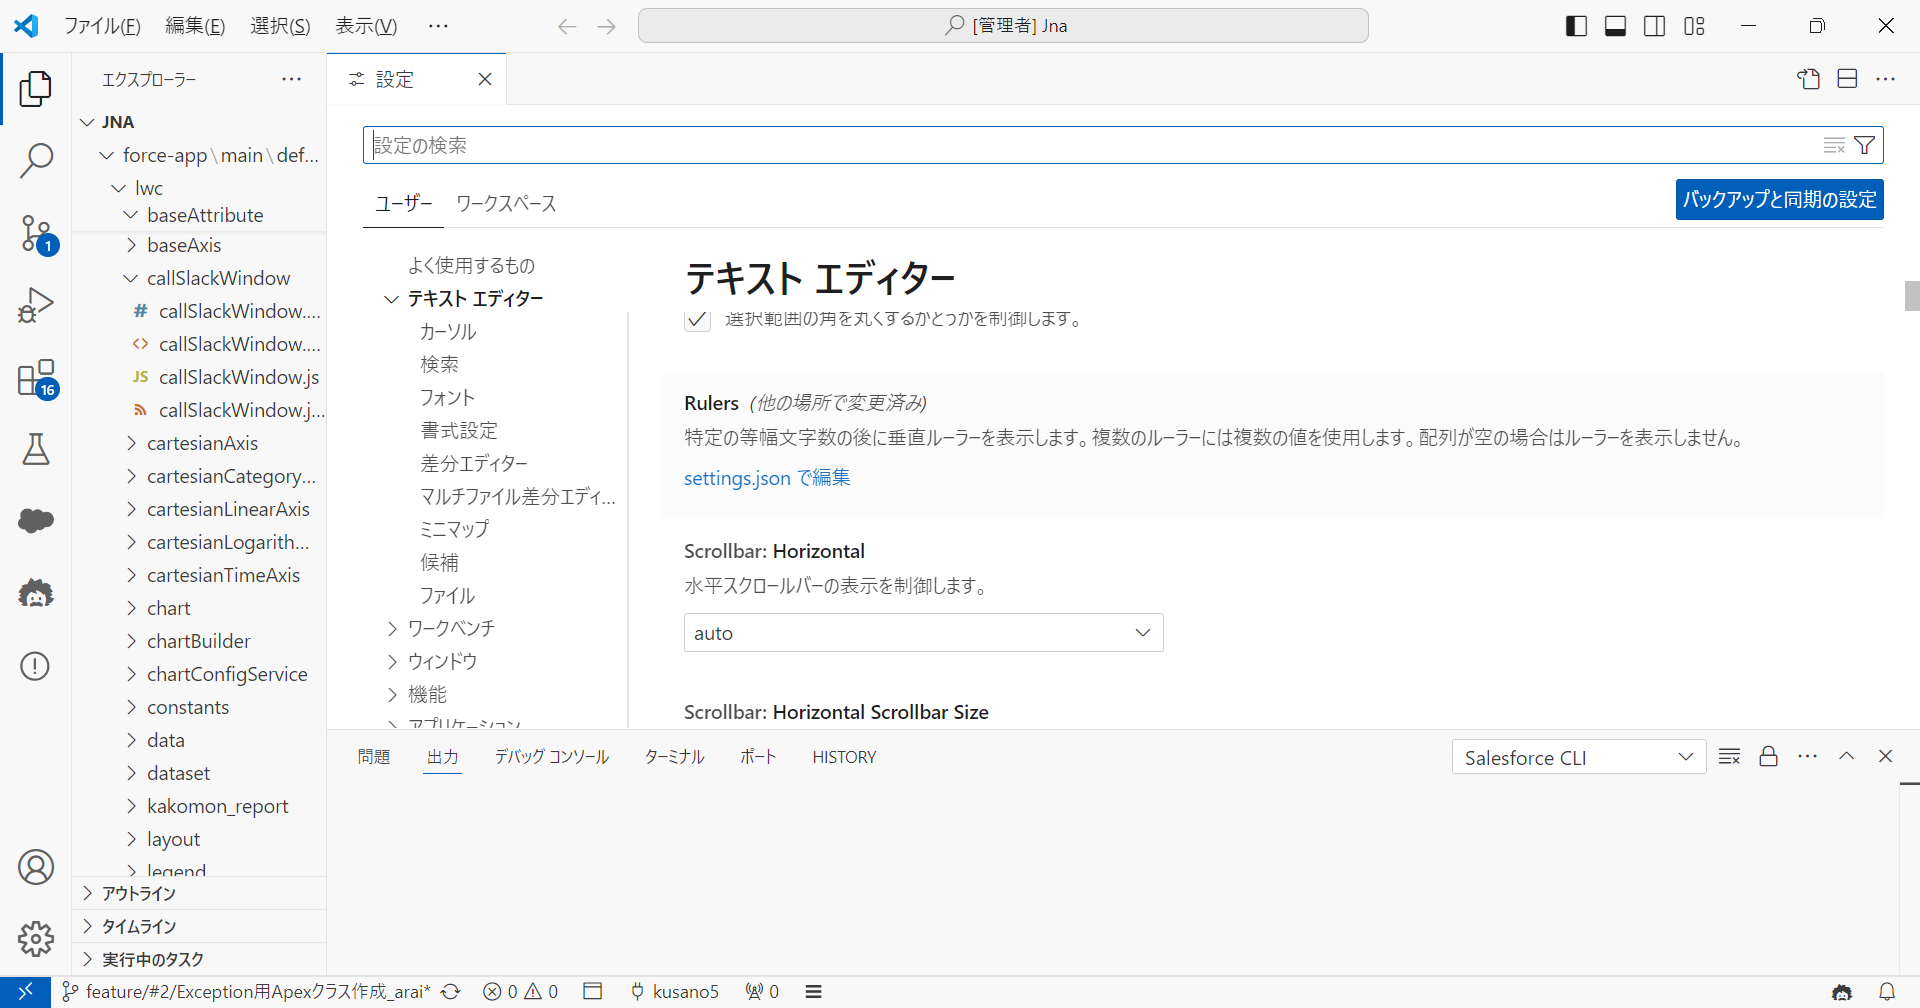 ファイル(F) 編集(E) 選択(S) 表示(V) … [管理者] Jna
エクスプローラー …
設定
JNA
force-app\main\def...
lwc
baseAttribute
baseAxis
callSlackWindow
# callSlackWindow....
<> callSlackWindow....
JS callSlackWindow.js
callSlackWindow.j...
cartesianAxis
cartesianCategory...
cartesianLinearAxis
cartesianLogarith...
cartesianTimeAxis
chart
chartBuilder
chartConfigService
constants
data
dataset
kakomon_report
layout
legend
アウトライン
タイムライン
実行中のタスク
1
16
設定の検索
ユーザー ワークスペース
バックアップと同期の設定
よく使用するもの
テキスト エディター
カーソル
検索
フォント
書式設定
差分エディター
マルチファイル差分エディ...
ミニマップ
候補
ファイル
ワークベンチ
ウィンドウ
機能
アプリケーション
テキスト エディター
選択範囲の角を丸くするかどうかを制御します。
Rulers (他の場所で変更済み)
特定の等幅文字数の後に垂直ルーラーを表示します。複数のルーラーには複数の値を使用します。配列が空の場合はルーラーを表示しません。
settings.json で編集
Scrollbar: Horizontal
水平スクロールバーの表示を制御します。
auto
Scrollbar: Horizontal Scrollbar Size
問題 出力 デバッグ コンソール ターミナル ポート HISTORY
Salesforce CLI
feature/#2/Exception用Apexクラス作成_arai* 0 0 kusano5 0